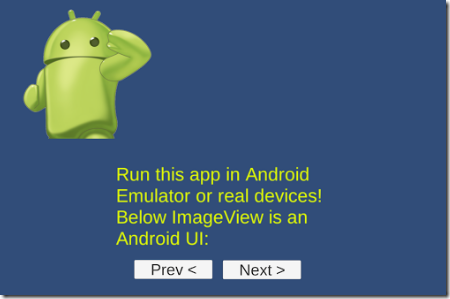 Run this app in Android
Emulator or real devices!
Below ImageView is an
Android UI:
Prev < Next >